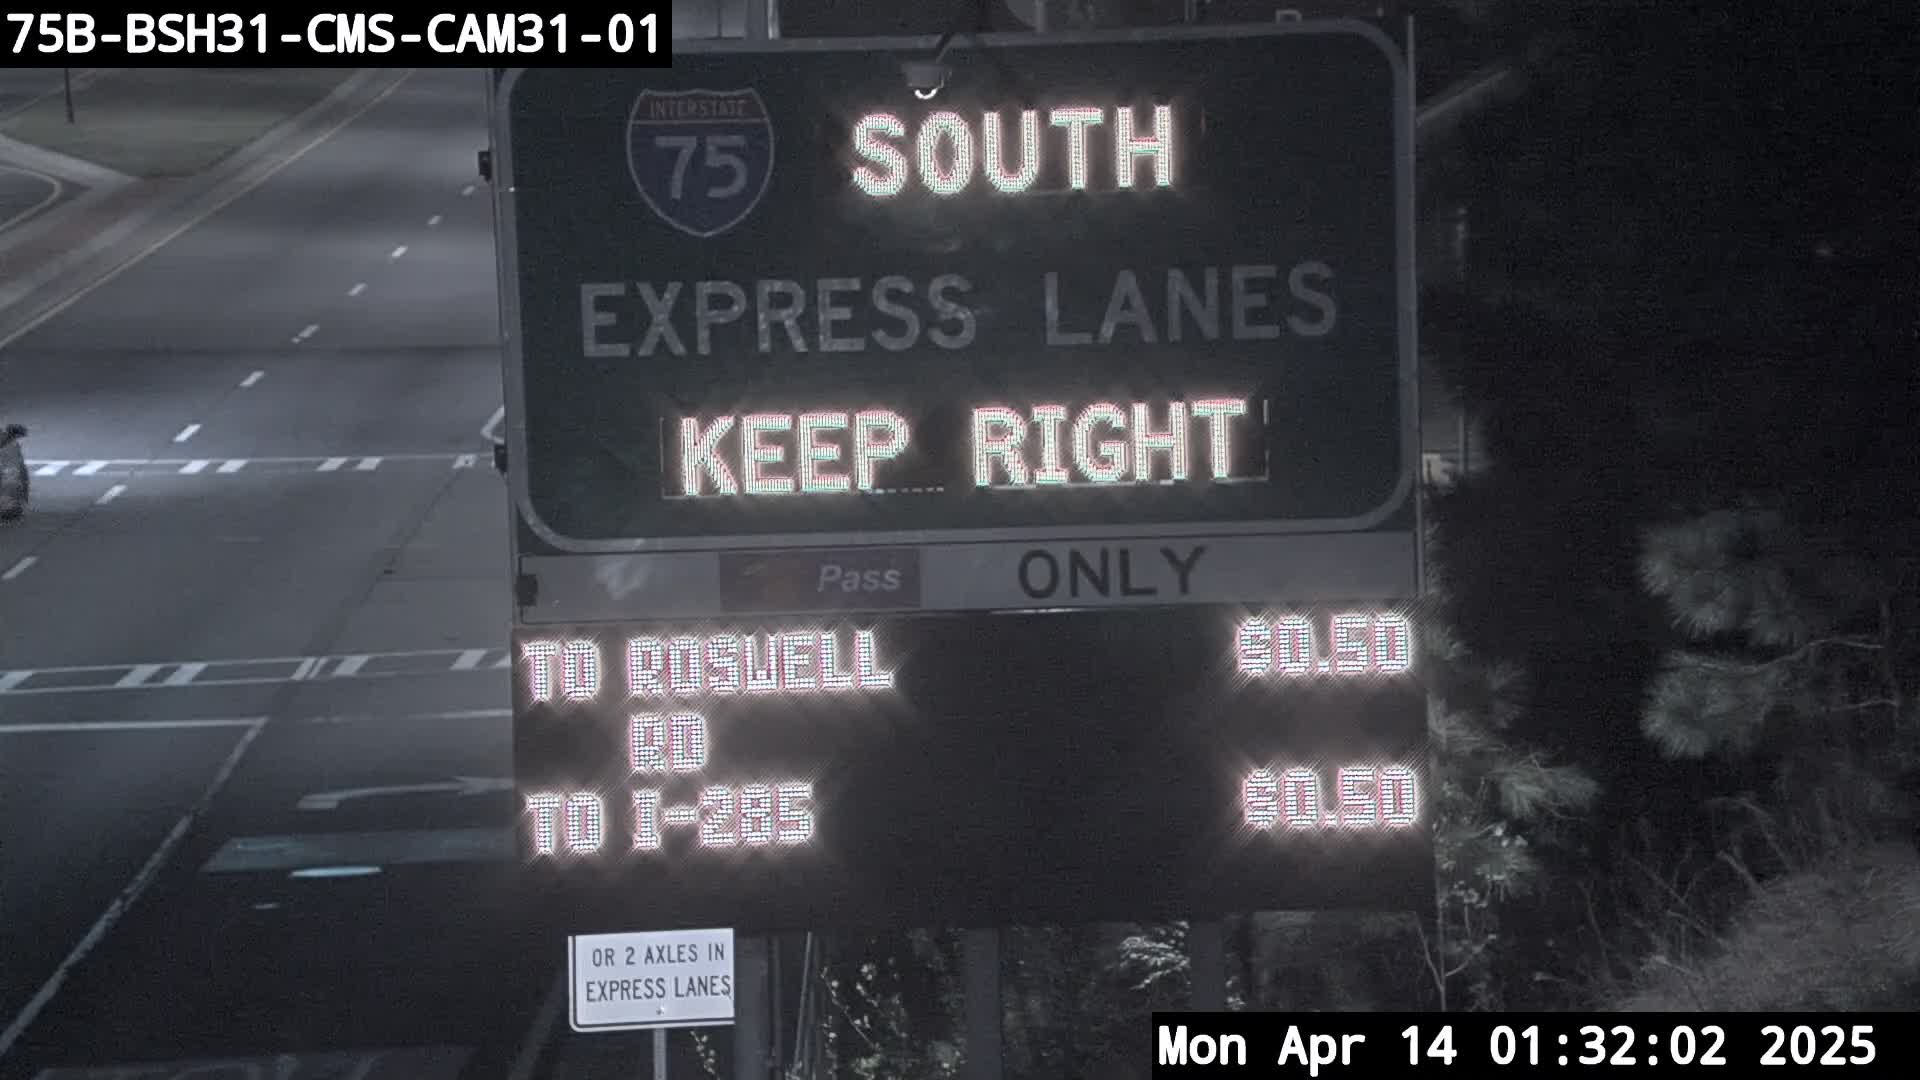 75B-BSH31-CMS-CAM31-01
INTERSTATE
75
SOUTH
EXPRESS LANES
KEEP RIGHT
Pass ONLY
TO ROSWELL $0.50
RD
TO I-285 $0.50
OR 2 AXLES IN
EXPRESS LANES
Mon Apr 14 01:32:02 2025